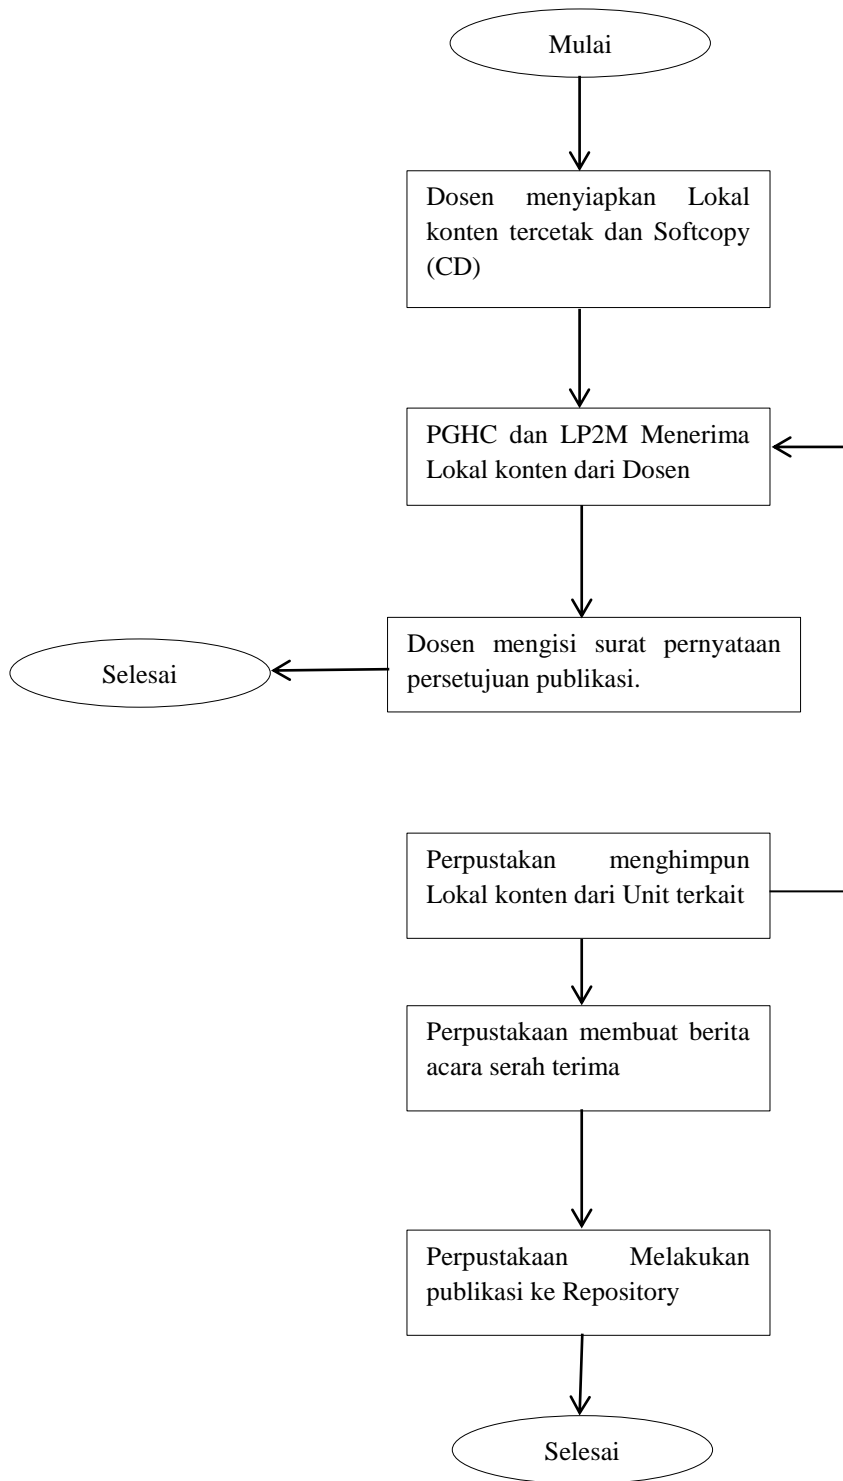 Mulai
Dosen menyiapkan Lokal
konten tercetak dan Softcopy
(CD)
PGHC dan LP2M Menerima
Lokal konten dari Dosen
Dosen mengisi surat pernyataan
persetujuan publikasi.
Selesai
Perpustakan menghimpun
Lokal konten dari Unit terkait
Perpustakaan membuat berita
acara serah terima
Perpustakaan Melakukan
publikasi ke Repository
Selesai